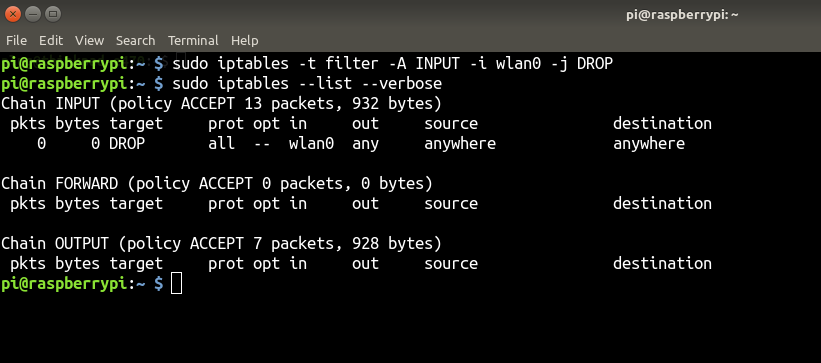 pi@raspberrypi: ~
File Edit View Search Terminal Help
pi@raspberrypi:~ $ sudo iptables -t filter -A INPUT -i wlan0 -j DROP
pi@raspberrypi:~ $ sudo iptables --list --verbose
Chain INPUT (policy ACCEPT 13 packets, 932 bytes)
 pkts bytes target     prot opt in     out     source               destination
    0     0 DROP       all  --  wlan0  any     anywhere             anywhere
Chain FORWARD (policy ACCEPT 0 packets, 0 bytes)
 pkts bytes target     prot opt in     out     source               destination
Chain OUTPUT (policy ACCEPT 7 packets, 928 bytes)
 pkts bytes target     prot opt in     out     source               destination
pi@raspberrypi:~ $